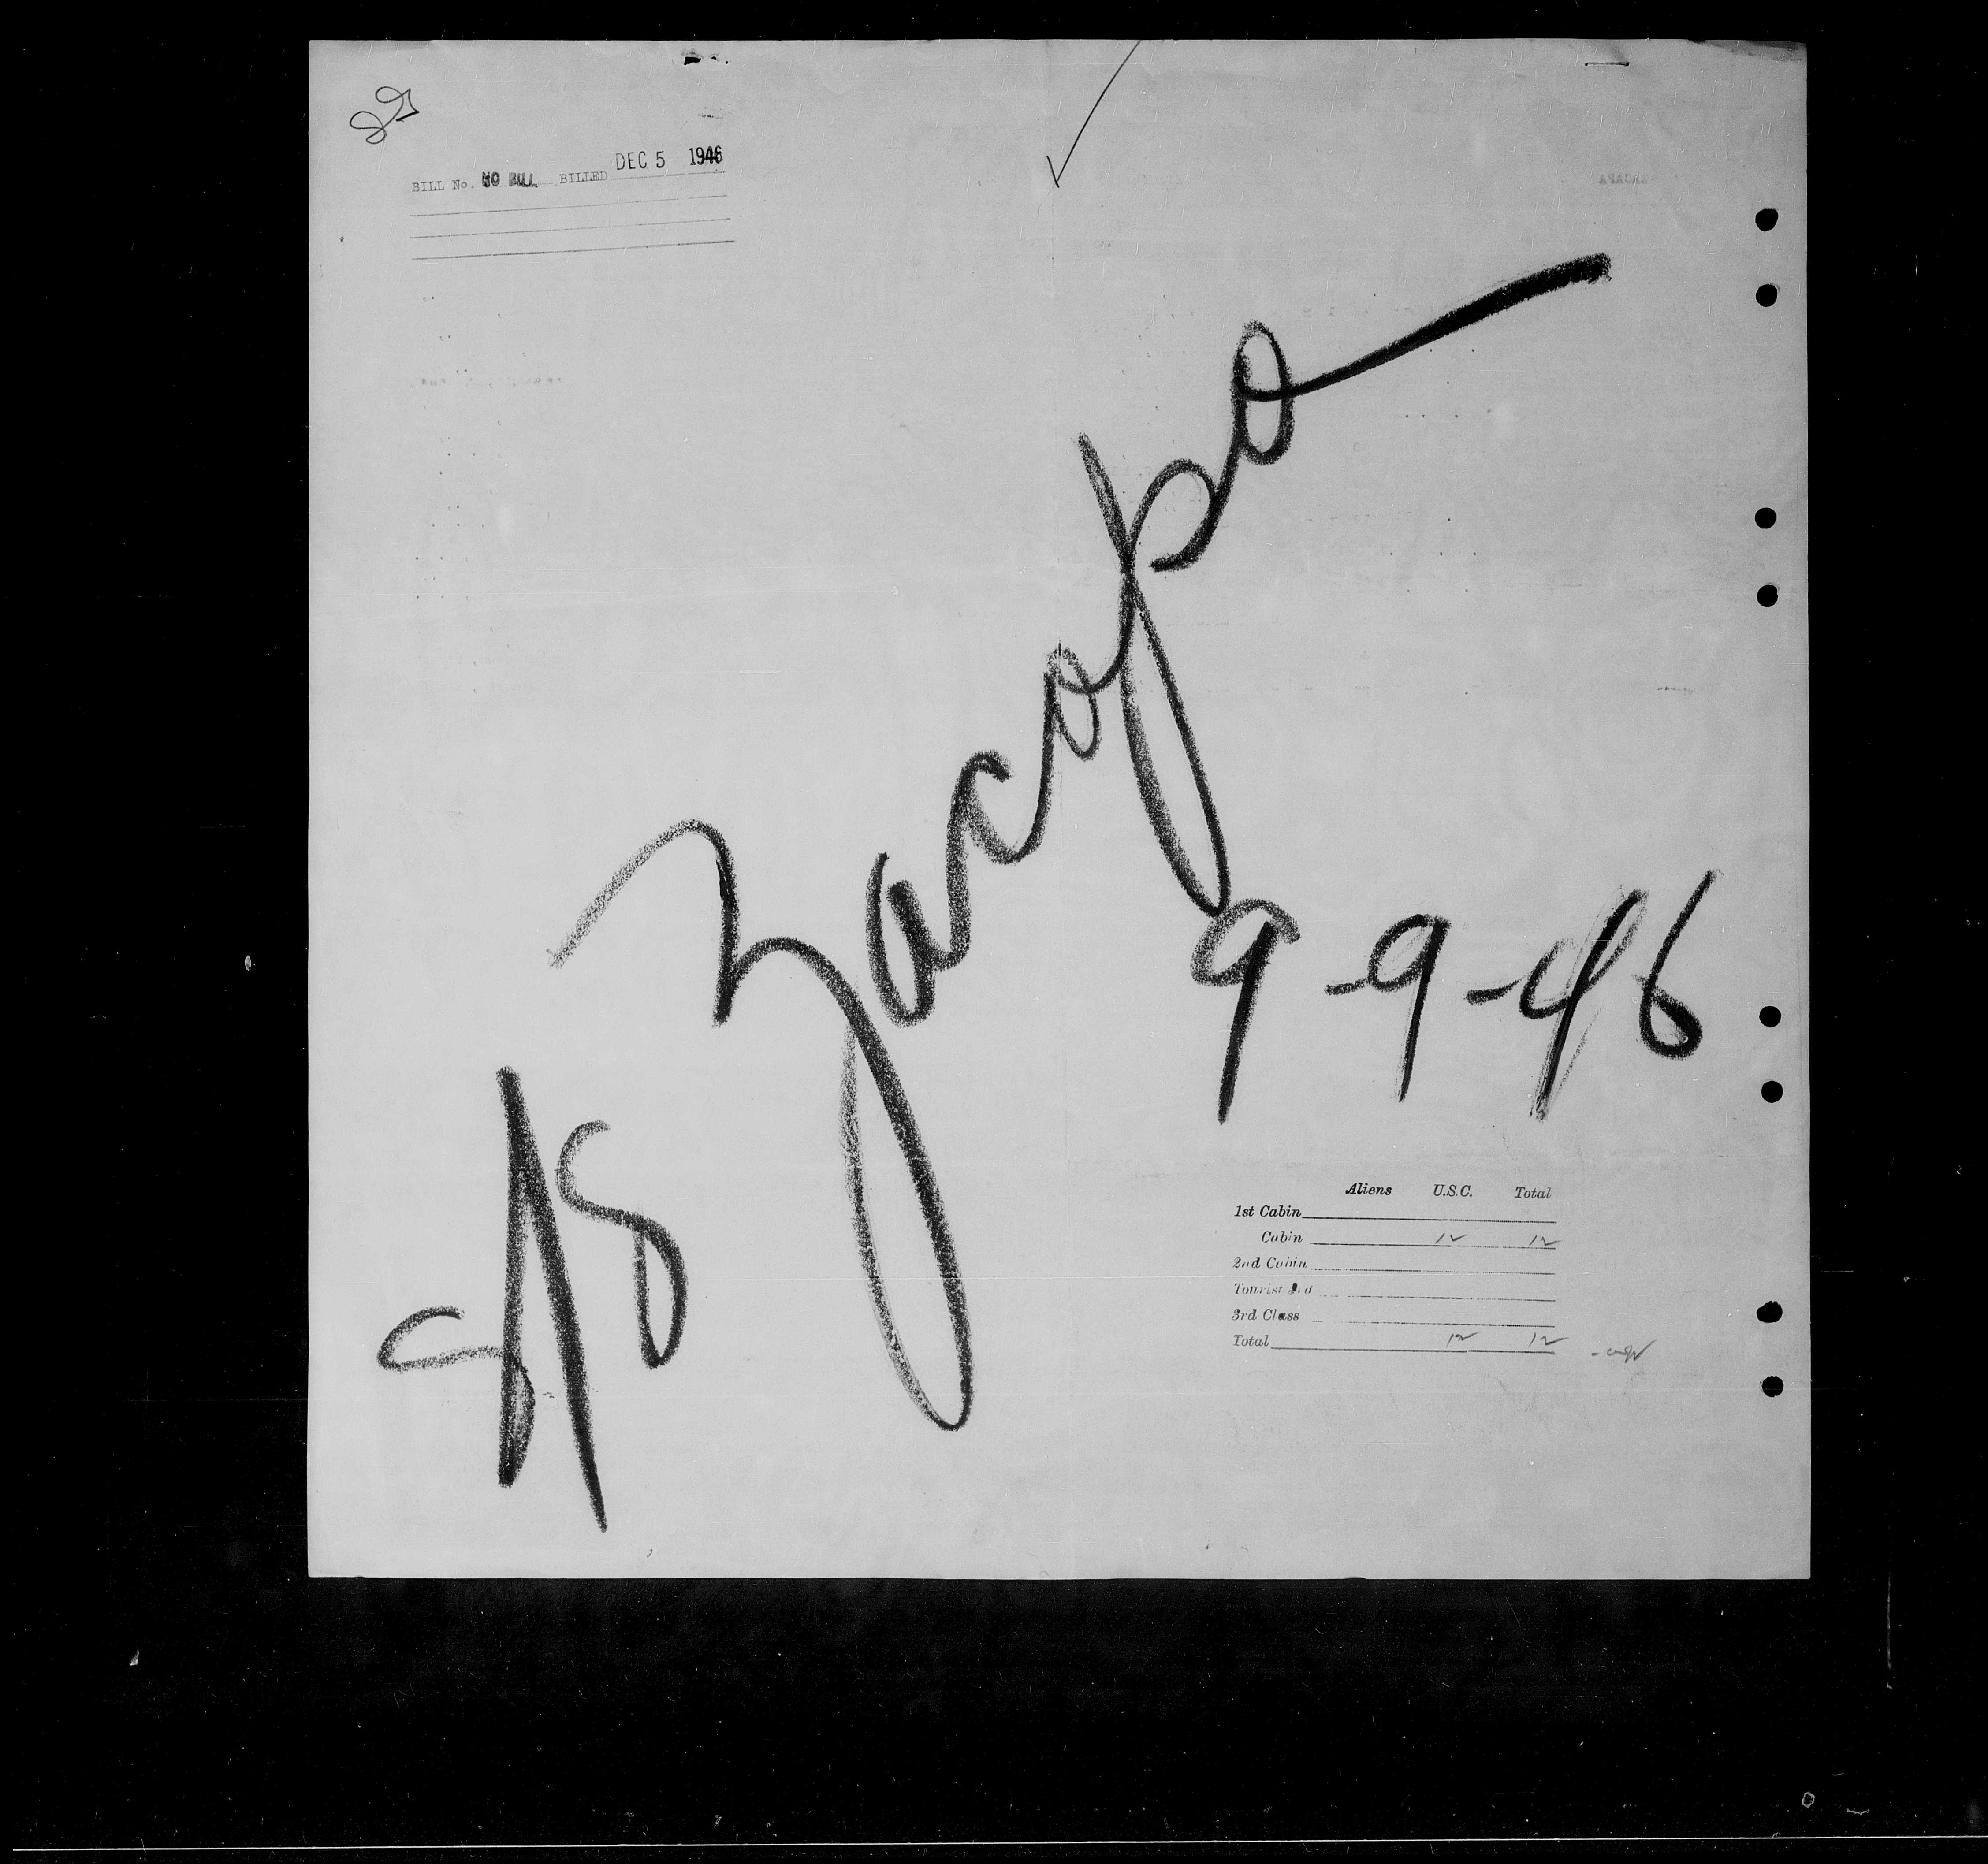 BILL No. NO BILL BILLED DEC 5 1946
S/S Zacapa
9-9-46
Aliens U.S.C. Total
1st Cabin
Cabin 12 12
2nd Cabin
Tourist 3rd
3rd Class
Total 12 12